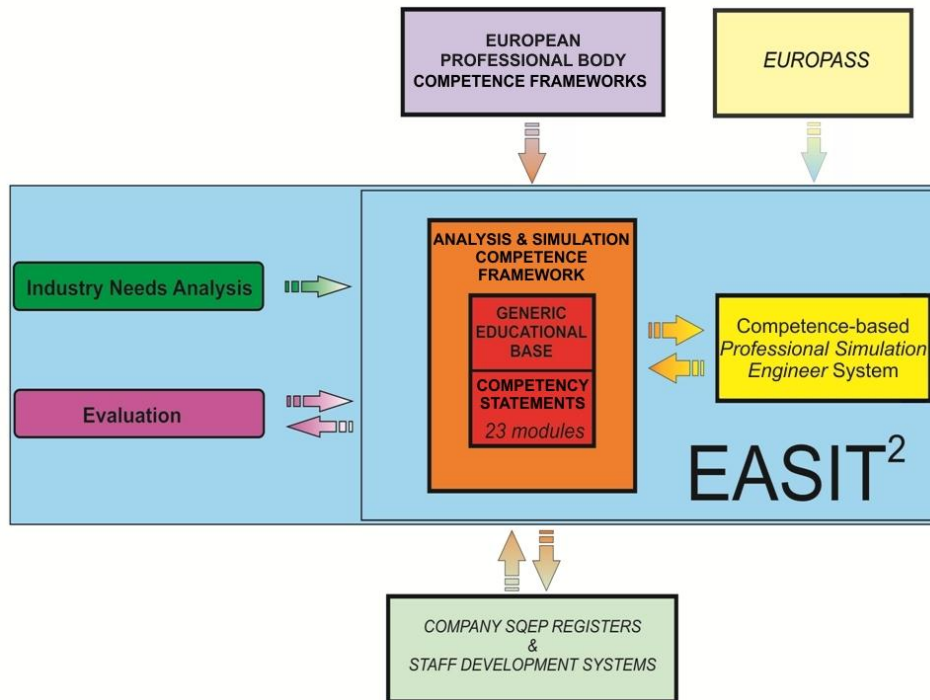 EUROPEAN
PROFESSIONAL BODY
COMPETENCE FRAMEWORKS
EUROPASS
ANALYSIS & SIMULATION
COMPETENCE
FRAMEWORK
Industry Needs Analysis
GENERIC
EDUCATIONAL
BASE
Competence-based
Professional Simulation
Engineer System
COMPETENCY
STATEMENTS
23 modules
Evaluation
EASIT²
COMPANY SQEP REGISTERS
&
STAFF DEVELOPMENT SYSTEMS